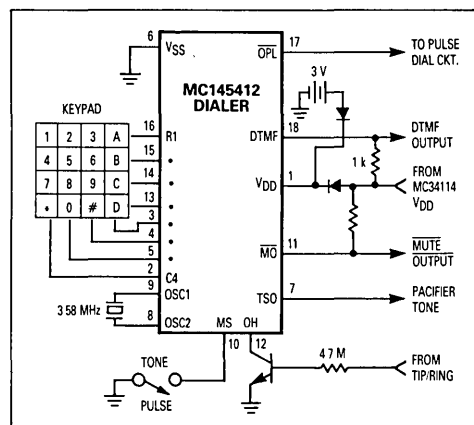 6
VSS
OPL
17
TO PULSE
DIAL CKT.
MC145412
DIALER
3 V
KEYPAD
DTMF
18
DTMF
OUTPUT
1 2 3 A
4 5 6 B
7 8 9 C
* 0 # D
16
R1
15
14
13
3
4
5
2
C4
1 k
VDD
1
FROM
MC34114
VDD
MO
11
MUTE
OUTPUT
9
OSC1
3 58 MHz
8
OSC2
TSO
7
PACIFIER
TONE
MS
OH
10
12
TONE
PULSE
4 7 M
FROM
TIP/RING